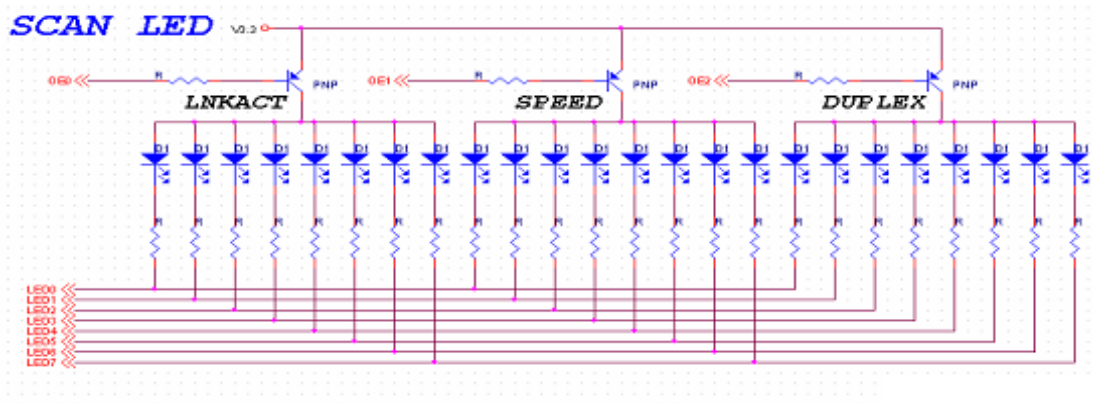 SCAN LED V3.3
OE0 R PNP OE1 R PNP OE2 R PNP
LNKACT SPEED DUPLEX
D1 D1 D1 D1 D1 D1 D1 D1 D1 D1 D1 D1 D1 D1 D1 D1 D1 D1 D1 D1 D1 D1 D1 D1
R R R R R R R R R R R R R R R R R R R R R R R R
LED0
LED1
LED2
LED3
LED4
LED5
LED6
LED7